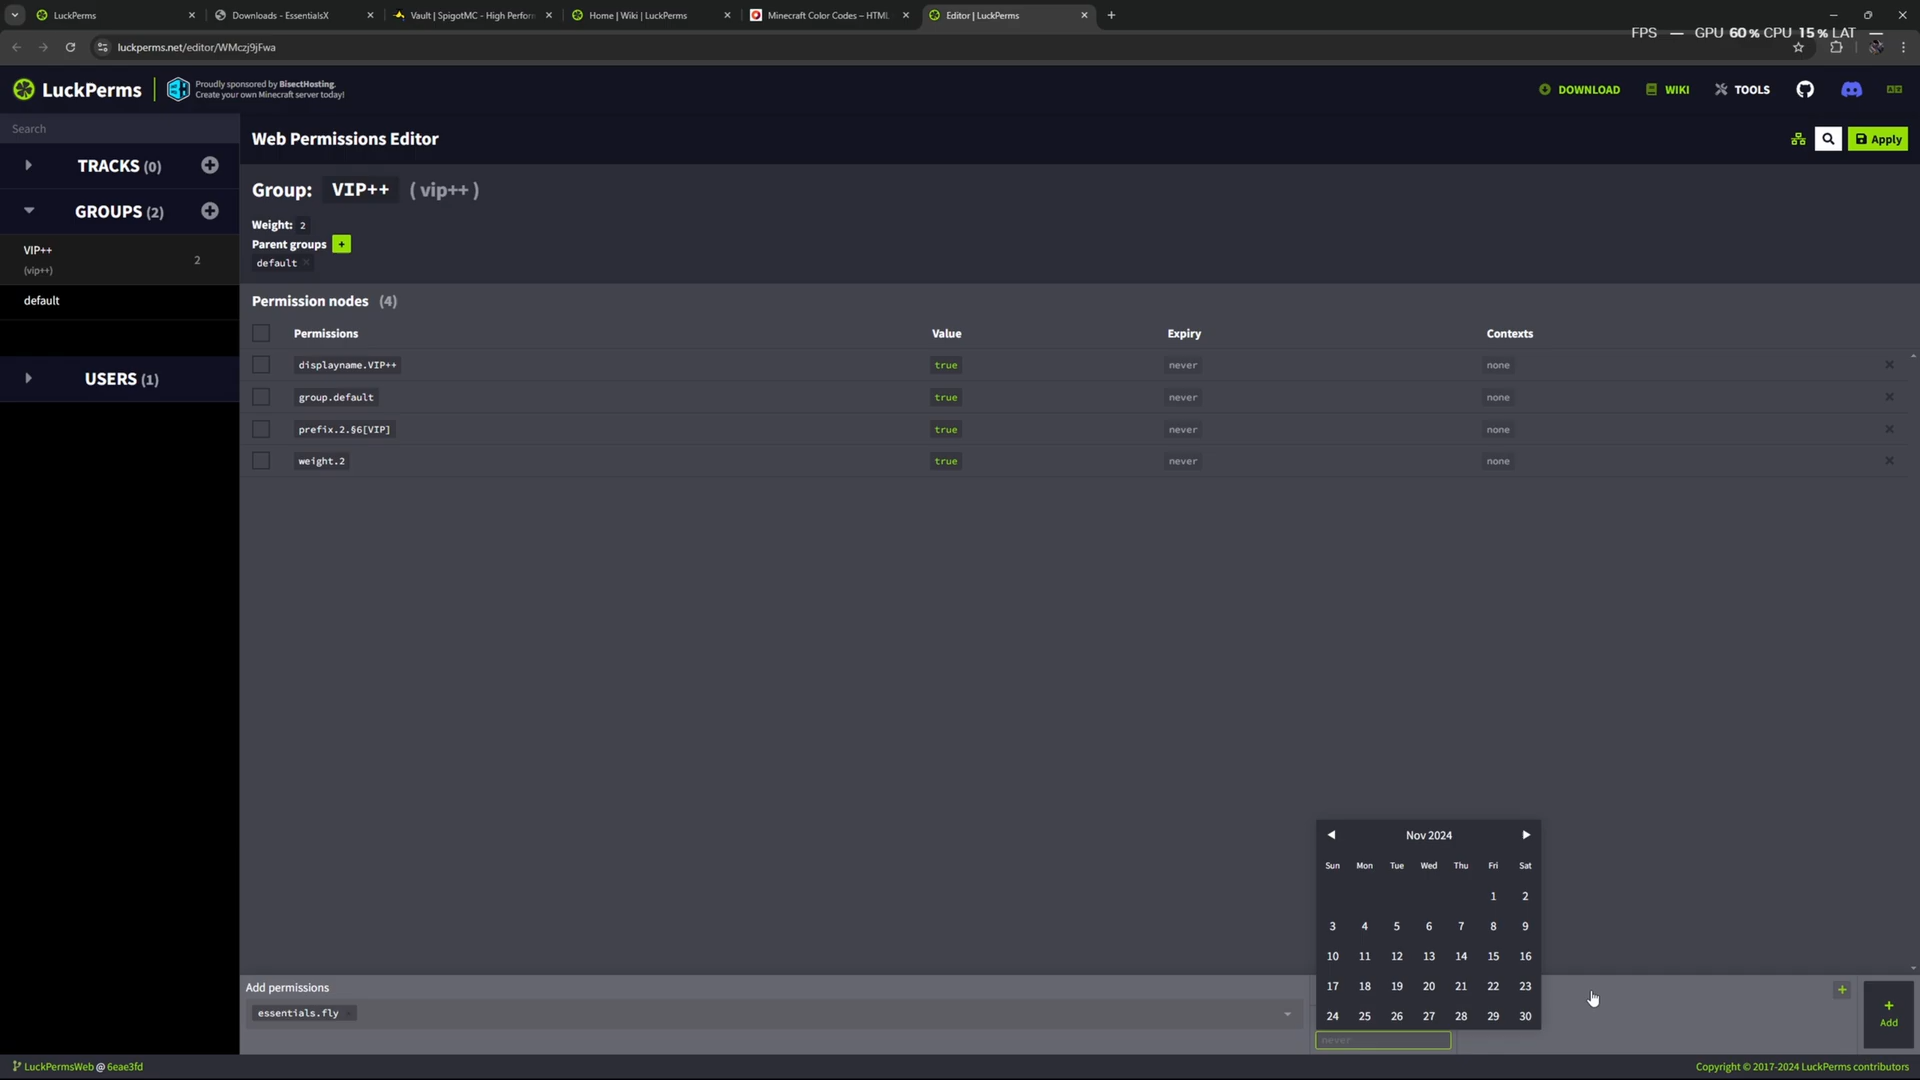 LuckPerms
Downloads - EssentialsX
Vault | SpigotMC - High Perforn
Home | Wiki | LuckPerms
Minecraft Color Codes – HTML
Editor | LuckPerms
FPS — GPU 60 % CPU 15 % LAT —
luckperms.net/editor/WMczj9jFwa
LuckPerms
Proudly sponsored by BisectHosting.
Create your own Minecraft server today!
DOWNLOAD
WIKI
TOOLS
Search
Web Permissions Editor
Apply
TRACKS (0)
GROUPS (2)
VIP++
(vip++)
2
default
USERS (1)
Group: VIP++ ( vip++ )
Weight: 2
Parent groups +
default ×
Permission nodes (4)
Permissions Value Expiry Contexts
displayname.VIP++ true never none ×
group.default true never none ×
prefix.2.§6[VIP] true never none ×
weight.2 true never none ×
Nov 2024
Sun Mon Tue Wed Thu Fri Sat
1 2
3 4 5 6 7 8 9
10 11 12 13 14 15 16
17 18 19 20 21 22 23
24 25 26 27 28 29 30
never
Add permissions
essentials.fly
+
+
Add
LuckPermsWeb @ 6eae3fd
Copyright © 2017-2024 LuckPerms contributors